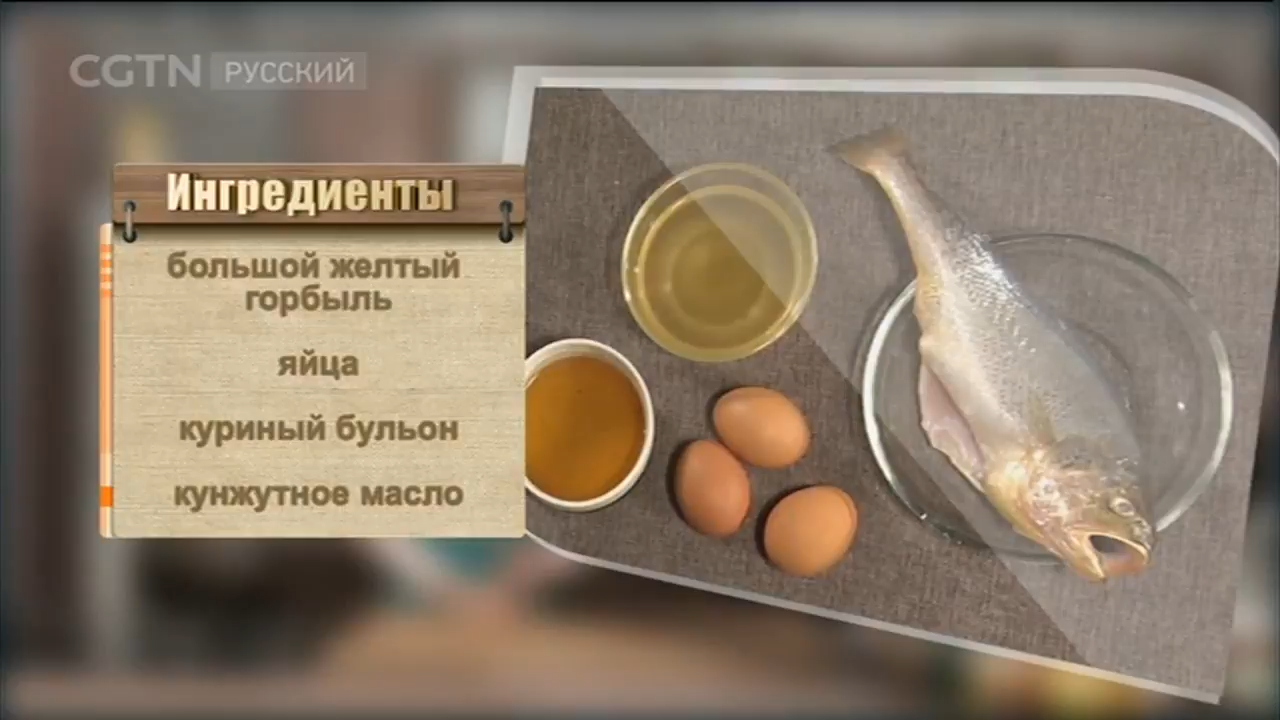 CGTN РУССКИЙ
Ингредиенты
большой желтый
горбыль
яйца
куриный бульон
кунжутное масло